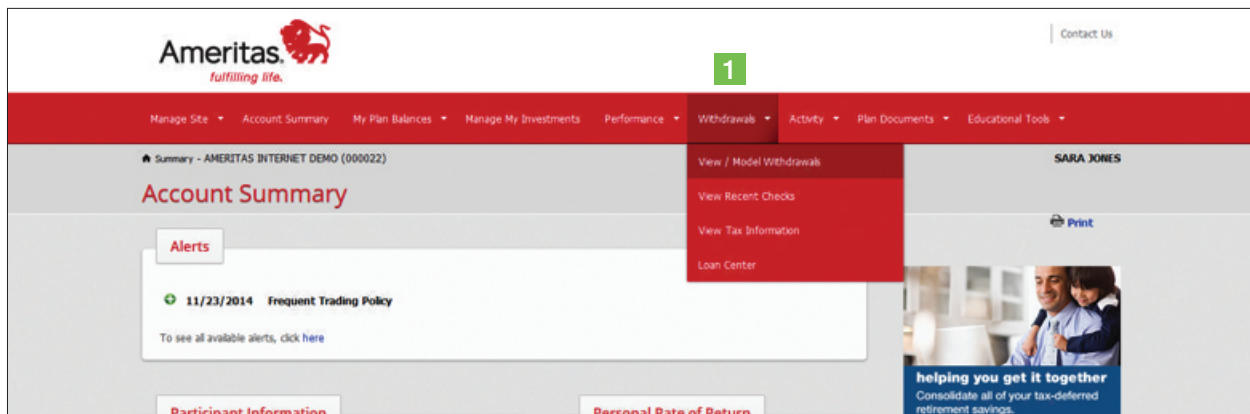 Ameritas
fulfilling life.
Contact Us
1
Manage Site Account Summary My Plan Balances Manage My Investments Performance Withdrawals Activity Plan Documents Educational Tools
Summary - AMERITAS INTERNET DEMO (000022)
SARA JONES
View / Model Withdrawals
View Recent Checks
View Tax Information
Loan Center
Account Summary
Print
Alerts
11/23/2014 Frequent Trading Policy
To see all available alerts, click here
helping you get it together
Consolidate all of your tax-deferred
retirement savings.
Participant Information
Personal Rate of Return